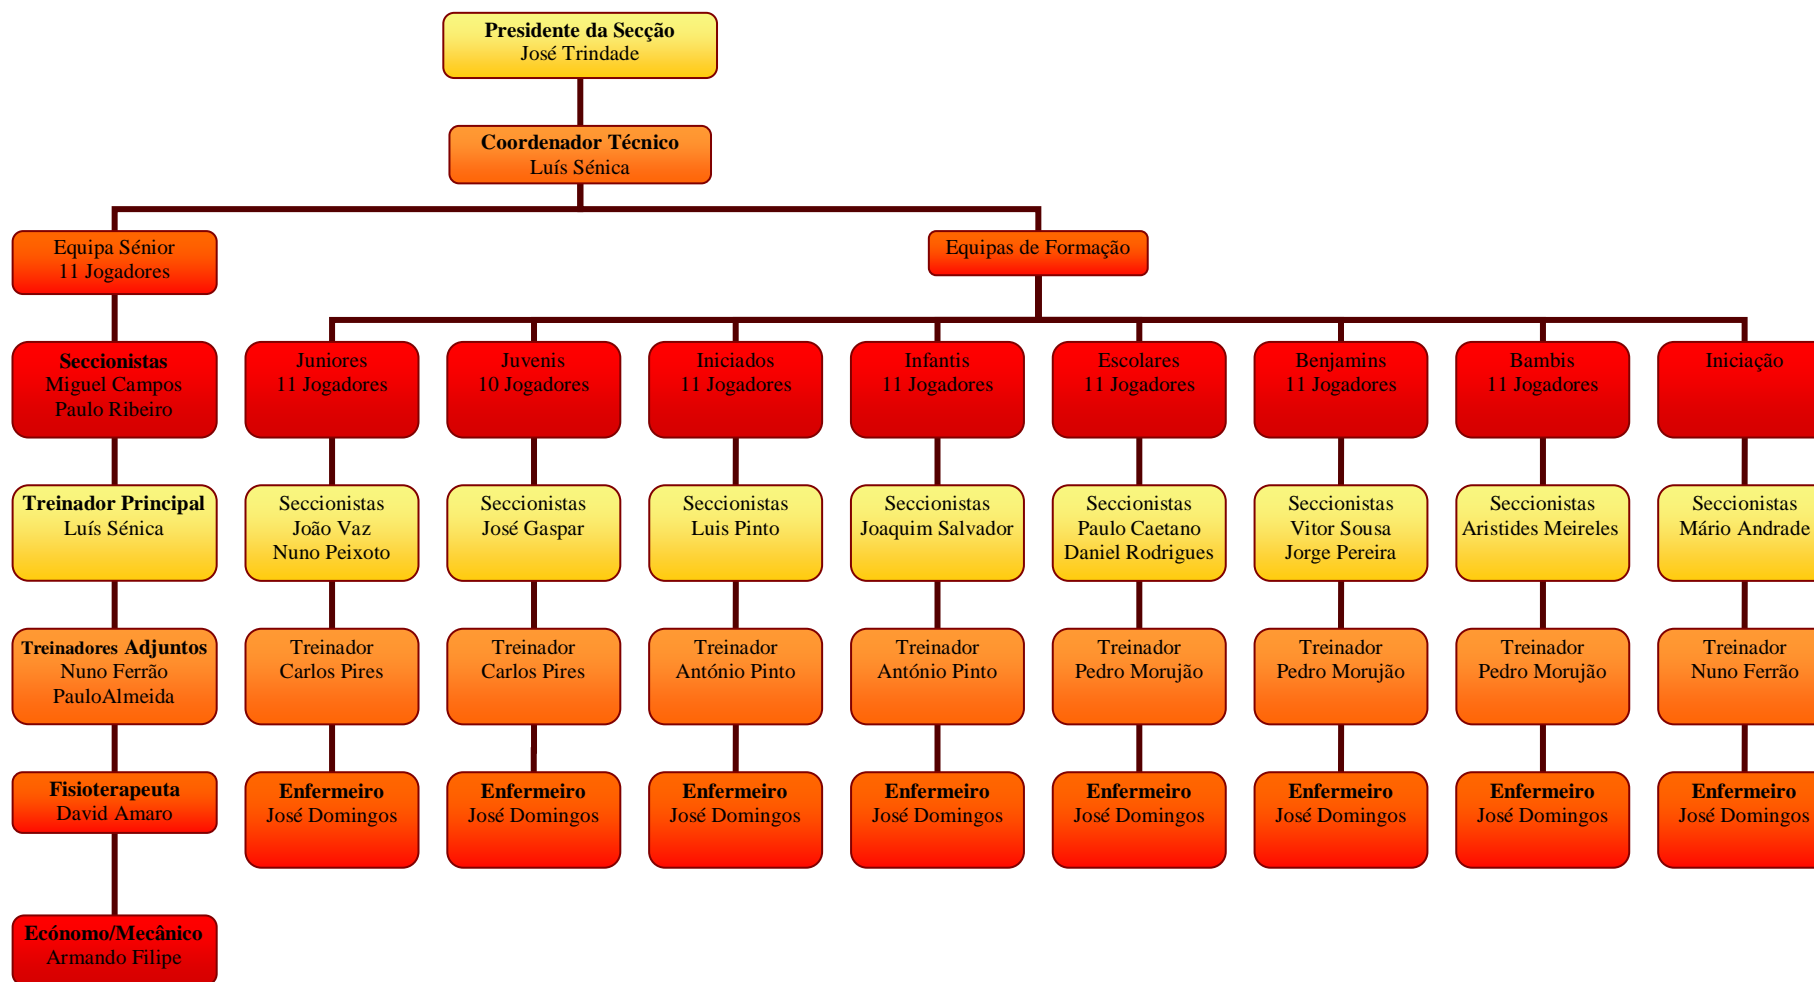 Presidente da Secção
José Trindade
Coordenador Técnico
Luís Sénica
Equipa Sénior
11 Jogadores
Equipas de Formação
Seccionistas
Miguel Campos
Paulo Ribeiro
Juniores
11 Jogadores
Juvenis
10 Jogadores
Iniciados
11 Jogadores
Infantis
11 Jogadores
Escolares
11 Jogadores
Benjamins
11 Jogadores
Bambis
11 Jogadores
Iniciação
Treinador Principal
Luís Sénica
Seccionistas
João Vaz
Nuno Peixoto
Seccionistas
José Gaspar
Seccionistas
Luis Pinto
Seccionistas
Joaquim Salvador
Seccionistas
Paulo Caetano
Daniel Rodrigues
Seccionistas
Vitor Sousa
Jorge Pereira
Seccionistas
Aristides Meireles
Seccionistas
Mário Andrade
Treinadores Adjuntos
Nuno Ferrão
PauloAlmeida
Treinador
Carlos Pires
Treinador
Carlos Pires
Treinador
António Pinto
Treinador
António Pinto
Treinador
Pedro Morujão
Treinador
Pedro Morujão
Treinador
Pedro Morujão
Treinador
Nuno Ferrão
Fisioterapeuta
David Amaro
Enfermeiro
José Domingos
Enfermeiro
José Domingos
Enfermeiro
José Domingos
Enfermeiro
José Domingos
Enfermeiro
José Domingos
Enfermeiro
José Domingos
Enfermeiro
José Domingos
Enfermeiro
José Domingos
Ecónomo/Mecânico
Armando Filipe